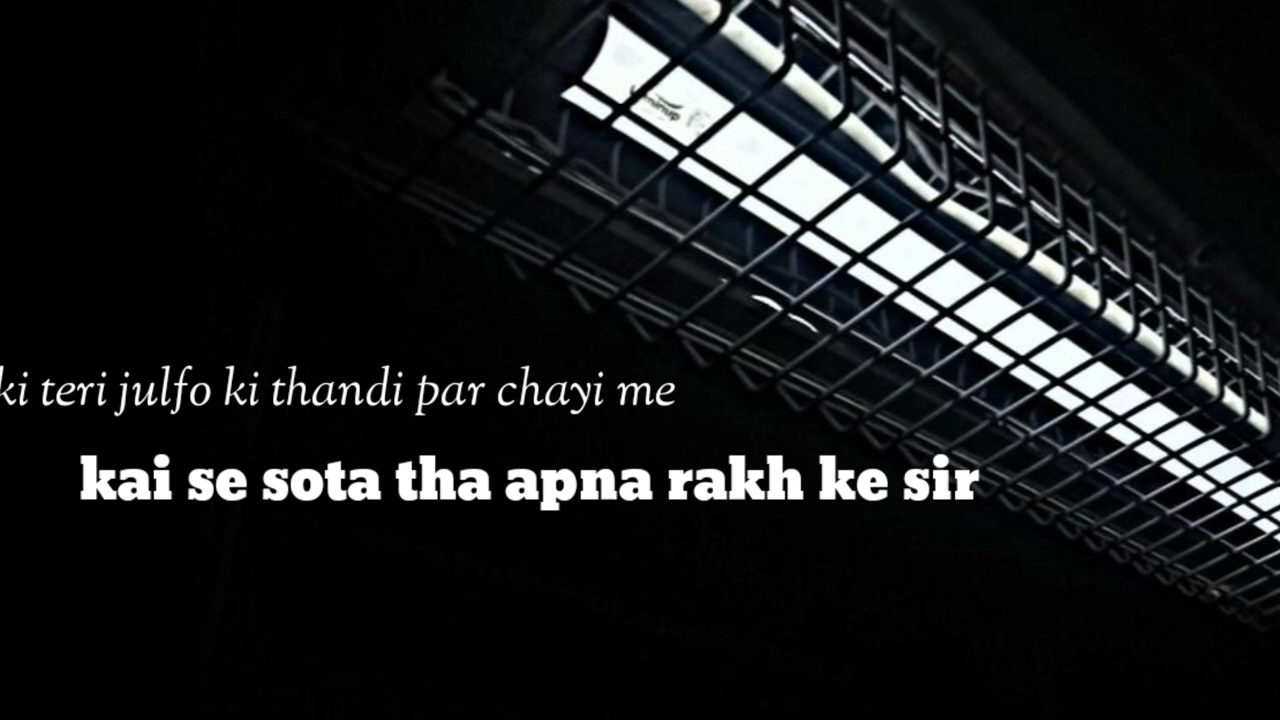 ki teri julfo ki thandi par chayi me
kai se sota tha apna rakh ke sir